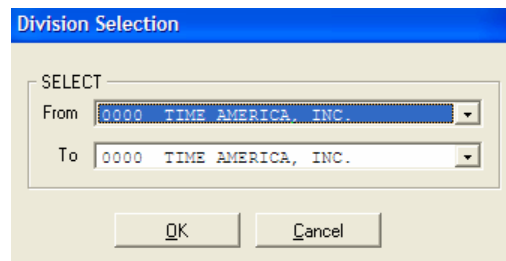 Division Selection
SELECT
From 0000 TIME AMERICA, INC.
To 0000 TIME AMERICA, INC.
OK Cancel